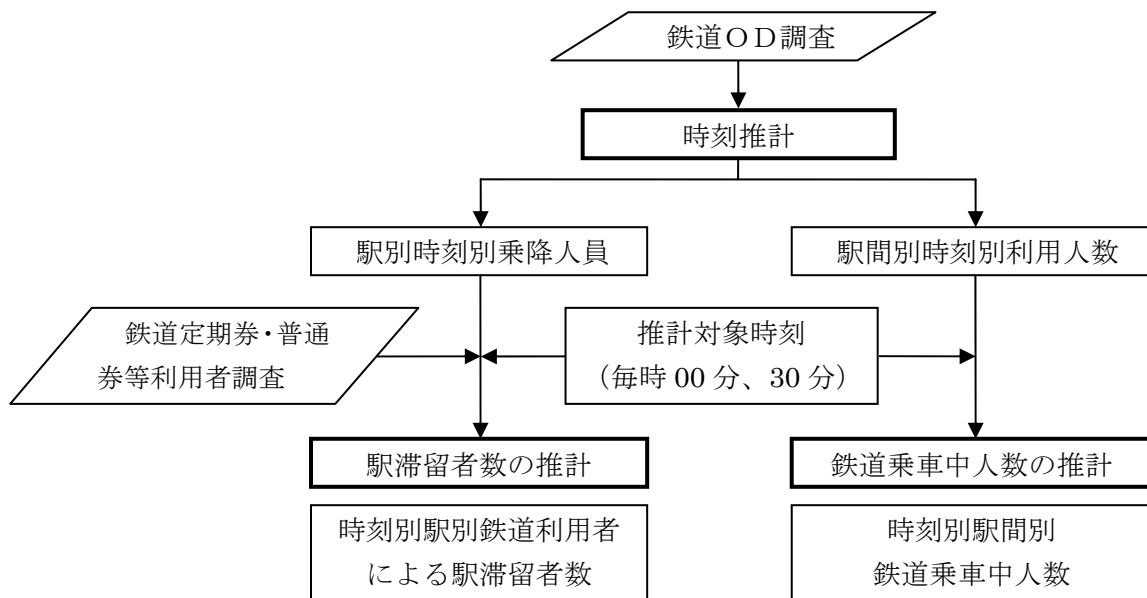 鉄道ＯＤ調査
時刻推計
駅別時刻別乗降人員
駅間別時刻別利用人数
鉄道定期券・普通
券等利用者調査
推計対象時刻
（毎時 00 分、30 分）
駅滞留者数の推計
鉄道乗車中人数の推計
時刻別駅別鉄道利用者
による駅滞留者数
時刻別駅間別
鉄道乗車中人数